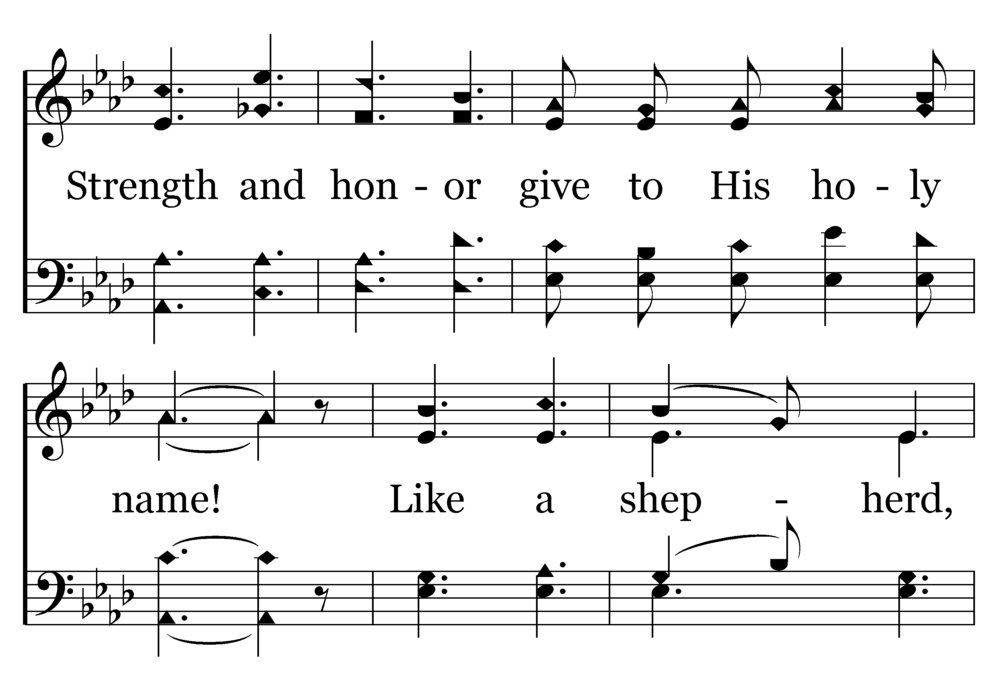 Strength and hon - or give to His ho - ly
name! Like a shep - herd,